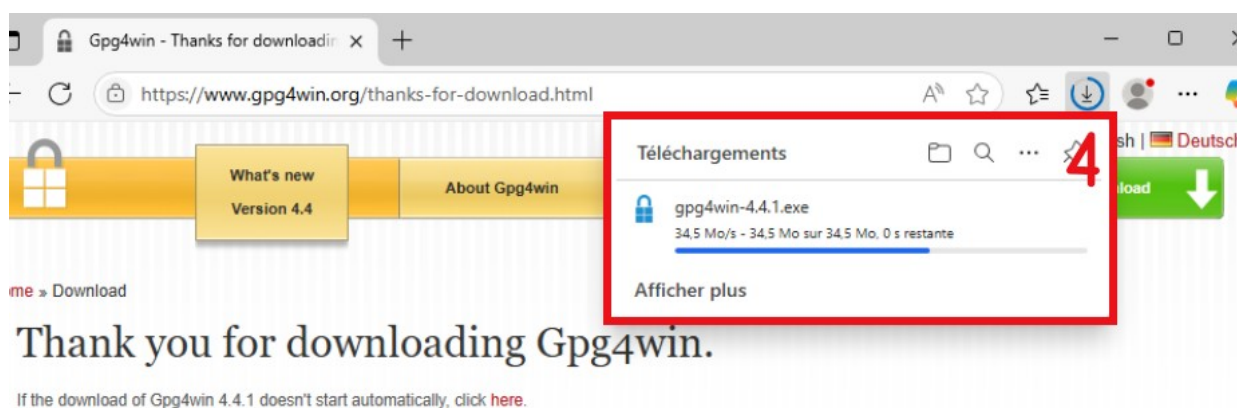 Gpg4win - Thanks for downloadin
https://www.gpg4win.org/thanks-for-download.html
sh | Deutsch
Téléchargements
4
What's new
Version 4.4
About Gpg4win
load
gpg4win-4.4.1.exe
34,5 Mo/s - 34,5 Mo sur 34,5 Mo, 0 s restante
Afficher plus
me » Download
Thank you for downloading Gpg4win.
If the download of Gpg4win 4.4.1 doesn't start automatically, click here.